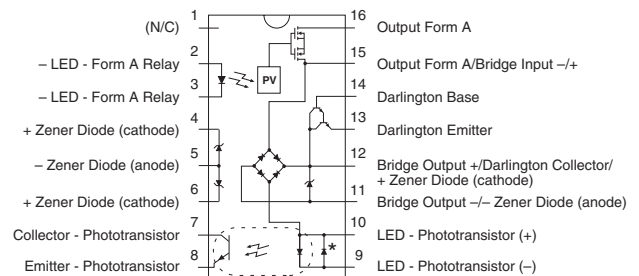 1
(N/C)
2
– LED - Form A Relay
3
– LED - Form A Relay
4
+ Zener Diode (cathode)
5
– Zener Diode (anode)
6
+ Zener Diode (cathode)
7
Collector - Phototransistor
8
Emitter - Phototransistor
PV
*
16
Output Form A
15
Output Form A/Bridge Input –/+
14
Darlington Base
13
Darlington Emitter
12
Bridge Output +/Darlington Collector/
+ Zener Diode (cathode)
11
Bridge Output –/– Zener Diode (anode)
10
LED - Phototransistor (+)
9
LED - Phototransistor (–)